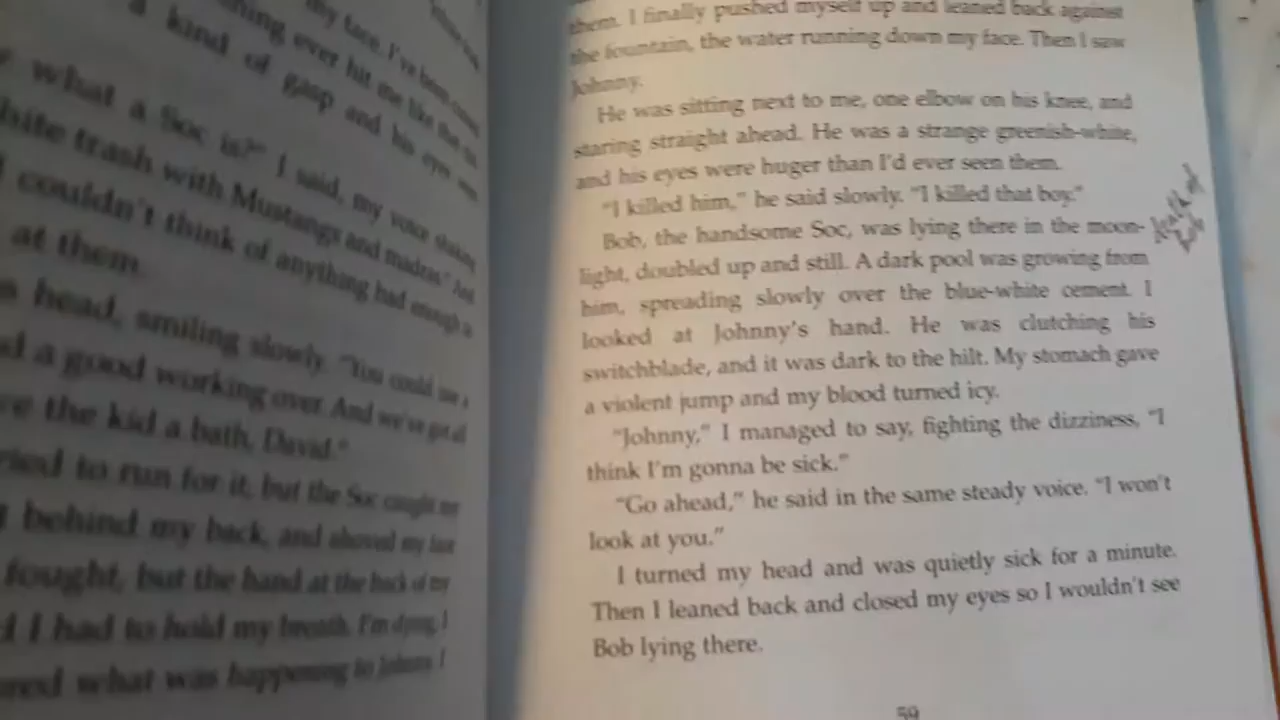 my face. I've been
ever hit me like that
a kind of gasp and his eyes were
what a Soc is?" I said, my voice shaking
white trash with Mustangs and madras." And
I couldn't think of anything bad enough
at them.
head, smiling slowly. "You could use a
a good working over. And we've got all
the kid a bath, David."
to run for it, but the Soc caught my
behind my back, and shoved my face
fought, but the hand at the back of my
I had to hold my breath. I'm dying, I
what was happening to Johnny. I
them. I finally pushed myself up and leaned back against
the fountain, the water running down my face. Then I saw
Johnny.
He was sitting next to me, one elbow on his knee, and
staring straight ahead. He was a strange greenish-white,
and his eyes were huger than I'd ever seen them.
"I killed him," he said slowly. "I killed that boy."
Bob, the handsome Soc, was lying there in the moon-
light, doubled up and still. A dark pool was growing from
him, spreading slowly over the blue-white cement. I
looked at Johnny's hand. He was clutching his
switchblade, and it was dark to the hilt. My stomach gave
a violent jump and my blood turned icy.
"Johnny," I managed to say, fighting the dizziness, "I
think I'm gonna be sick."
"Go ahead," he said in the same steady voice. "I won't
look at you."
I turned my head and was quietly sick for a minute.
Then I leaned back and closed my eyes so I wouldn't see
Bob lying there.
59